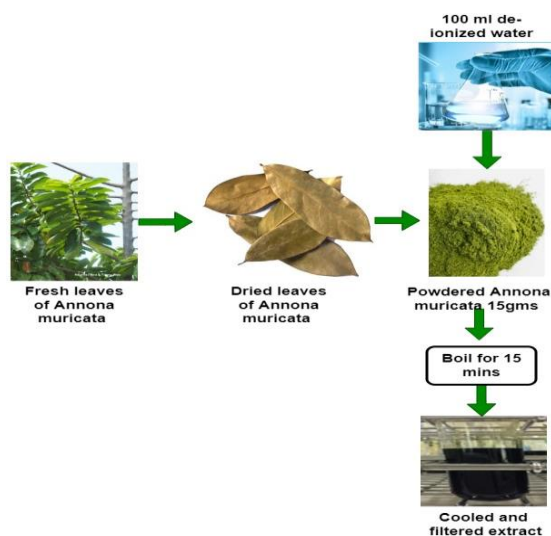 100 ml de-
ionized water
Fresh leaves
of Annona
muricata
Dried leaves
of Annona
muricata
Powdered Annona
muricata 15gms
Boil for 15
mins
Cooled and
filtered extract